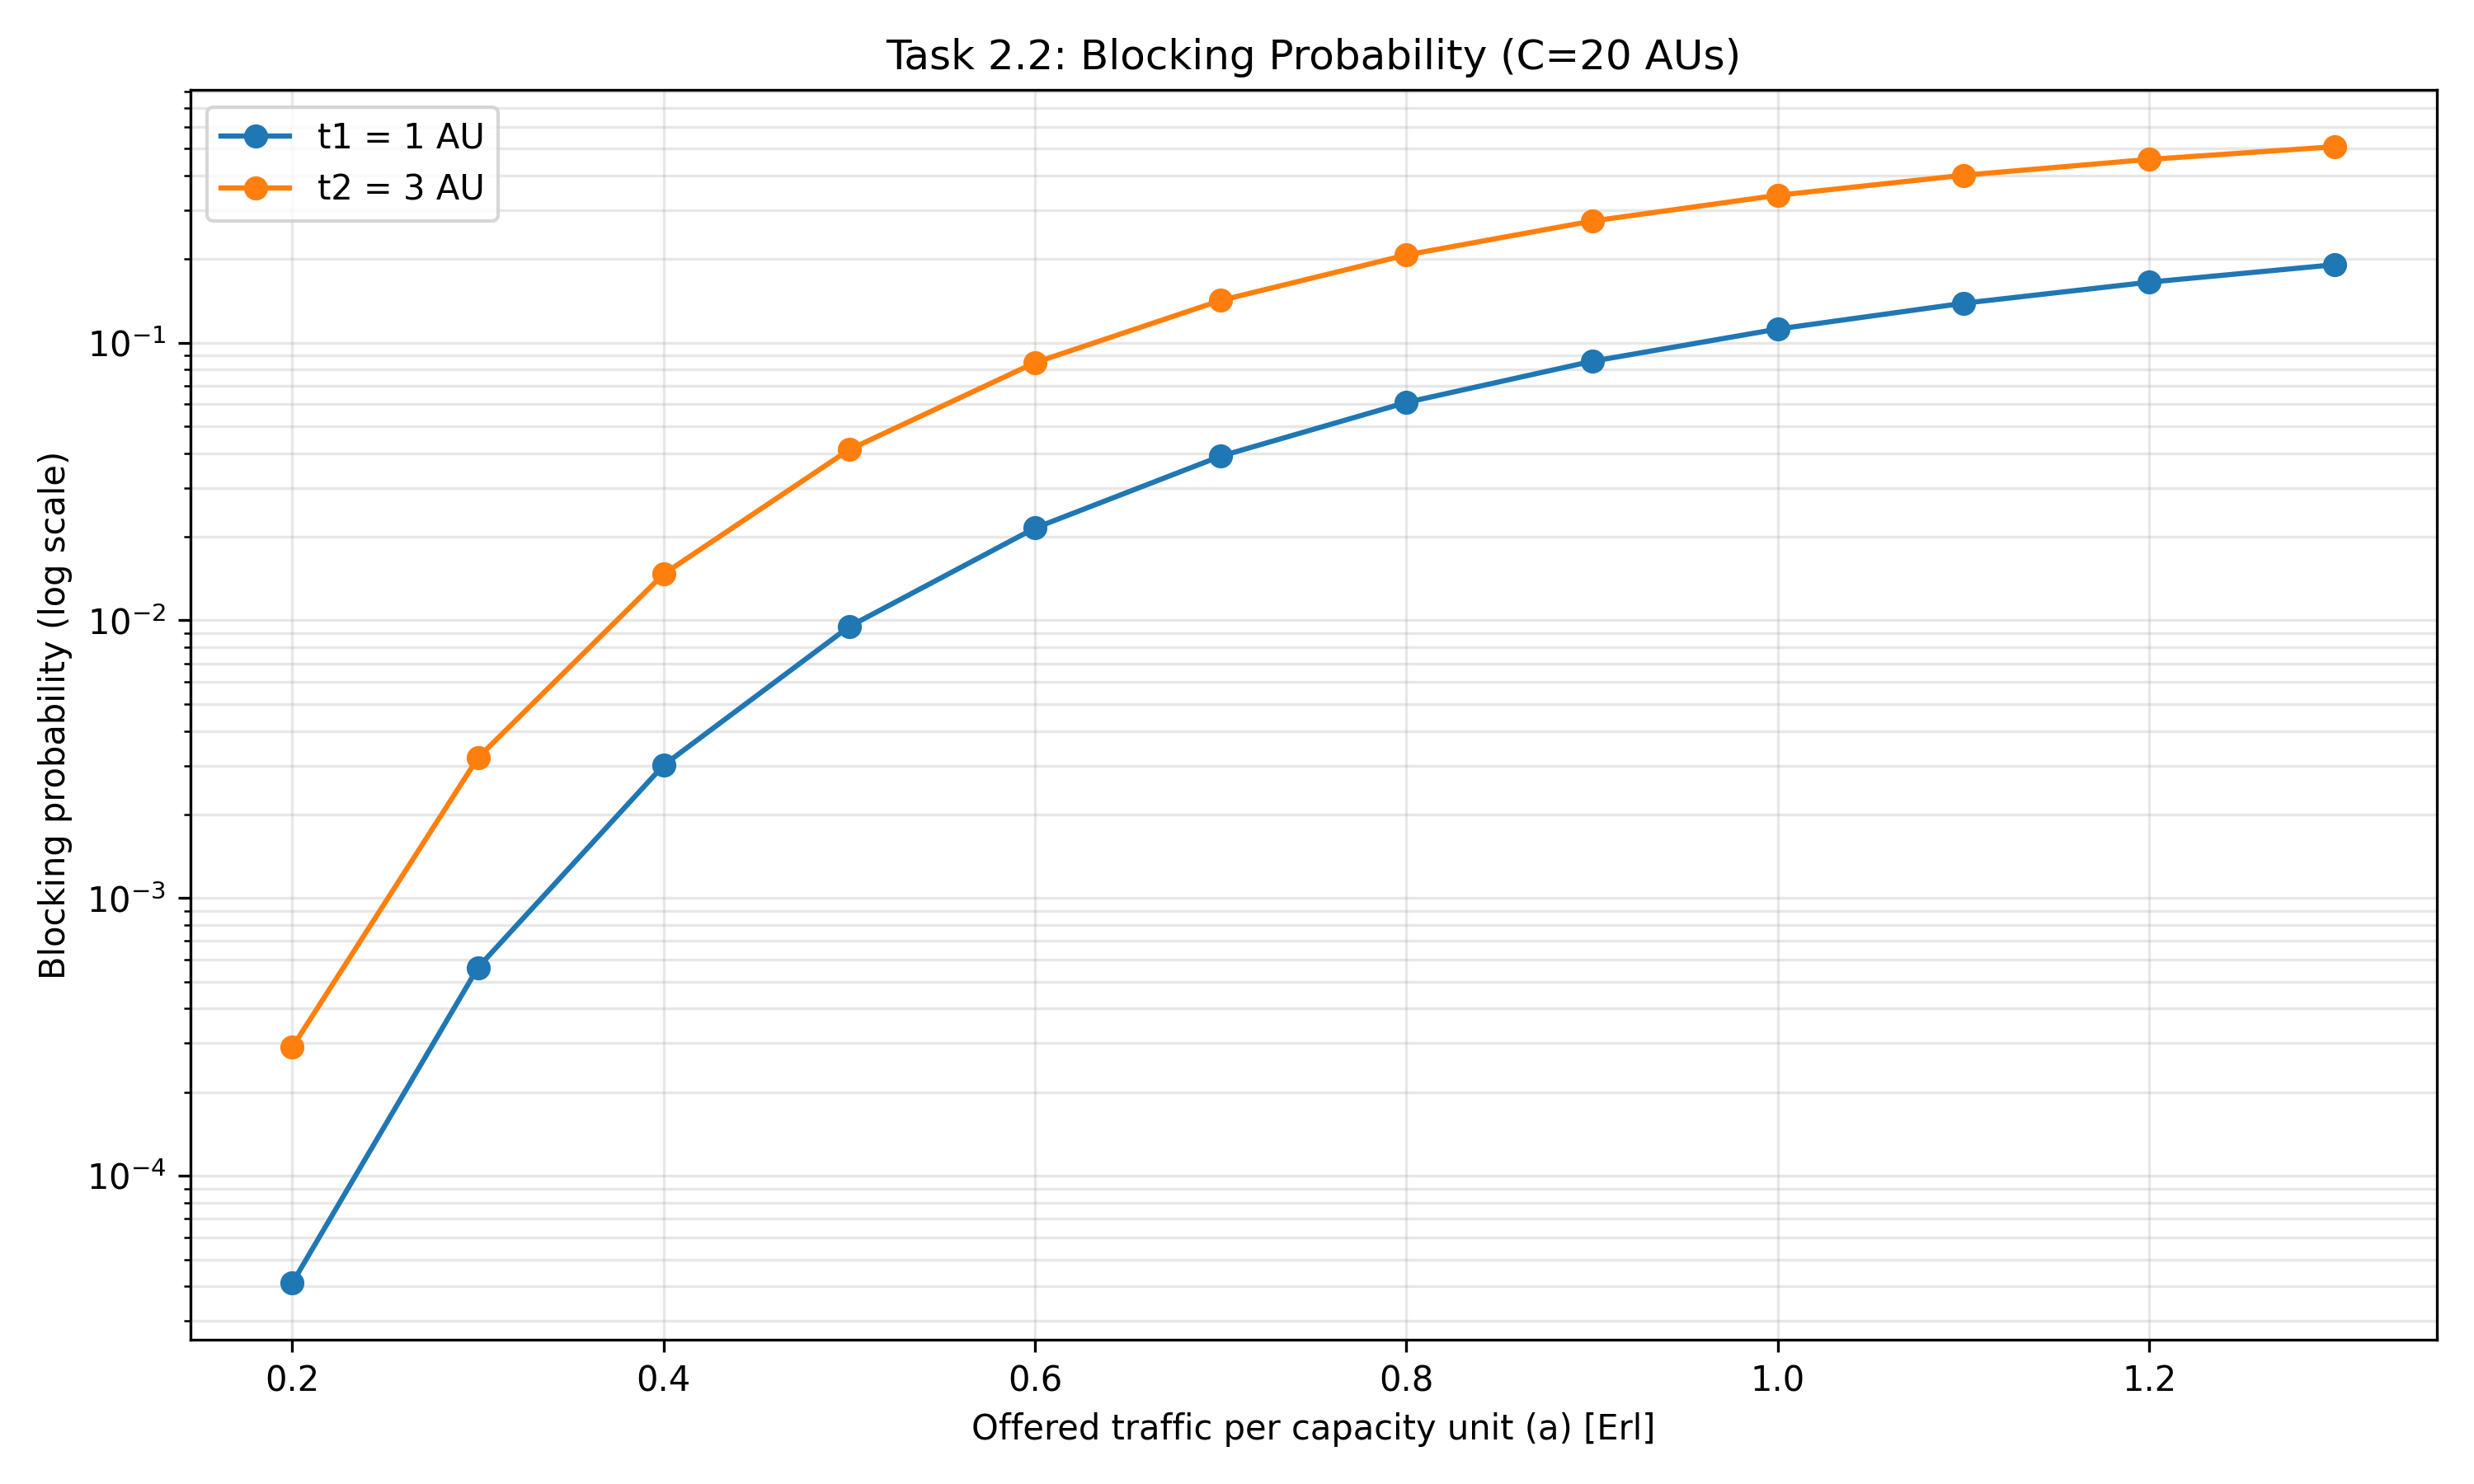 Task 2.2: Blocking Probability (C=20 AUs)
t1 = 1 AU
t2 = 3 AU
Blocking probability (log scale)
10⁻¹
10⁻²
10⁻³
10⁻⁴
0.2 0.4 0.6 0.8 1.0 1.2
Offered traffic per capacity unit (a) [Erl]